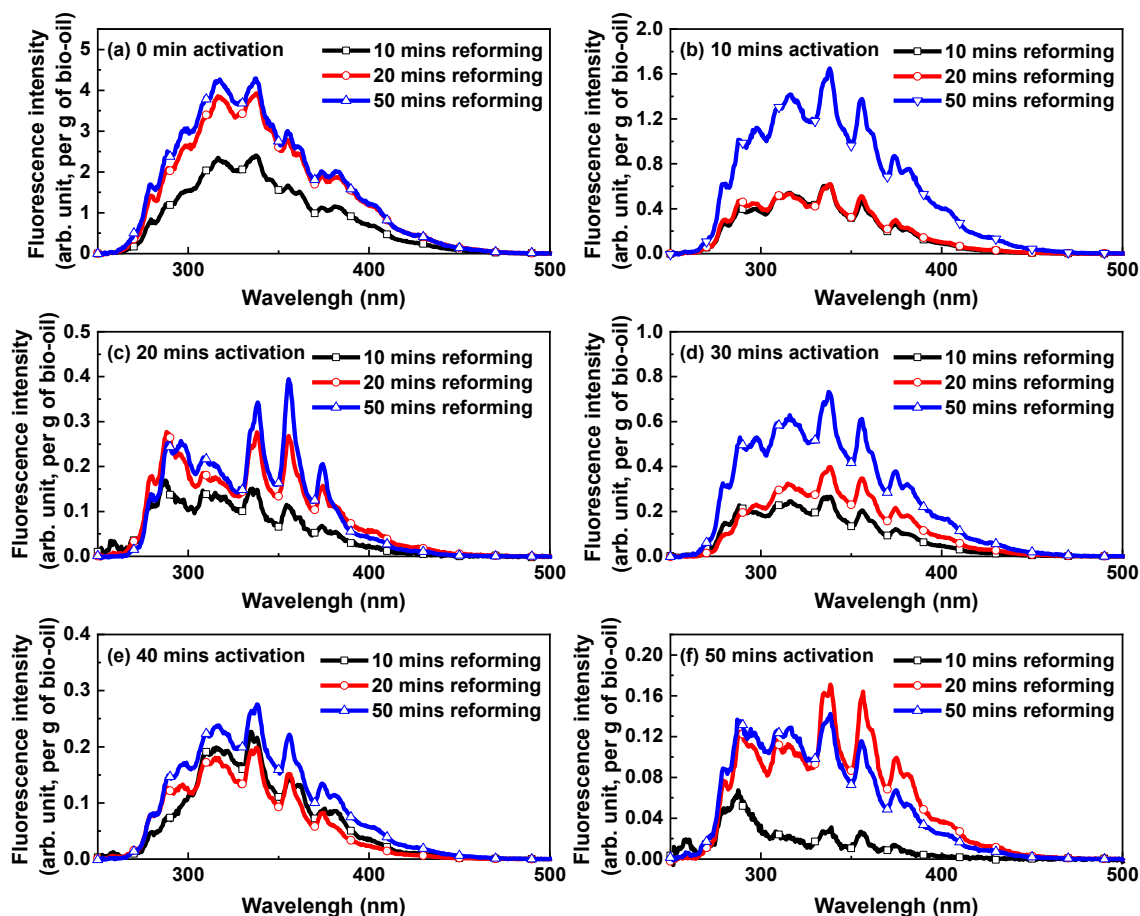 Fluorescence intensity
(arb. unit, per g of bio-oil)
(a) 0 min activation
10 mins reforming
20 mins reforming
50 mins reforming
5
4
3
2
1
0
300
400
500
Wavelengh (nm)
Fluorescence intensity
(arb. unit, per g of bio-oil)
(b) 10 mins activation
10 mins reforming
20 mins reforming
50 mins reforming
2.0
1.6
1.2
0.8
0.4
0.0
300
400
500
Wavelengh (nm)
Fluorescence intensity
(arb. unit, per g of bio-oil)
(c) 20 mins activation
10 mins reforming
20 mins reforming
50 mins reforming
0.5
0.4
0.3
0.2
0.1
0.0
300
400
500
Wavelengh (nm)
Fluorescence intensity
(arb. unit, per g of bio-oil)
(d) 30 mins activation
10 mins reforming
20 mins reforming
50 mins reforming
1.0
0.8
0.6
0.4
0.2
0.0
300
400
500
Wavelengh (nm)
Fluorescence intensity
(arb. unit, per g of bio-oil)
(e) 40 mins activation
10 mins reforming
20 mins reforming
50 mins reforming
0.4
0.3
0.2
0.1
0.0
300
400
500
Wavelengh (nm)
Fluorescence intensity
(arb. unit, per g of bio-oil)
(f) 50 mins activation
10 mins reforming
20 mins reforming
50 mins reforming
0.20
0.16
0.12
0.08
0.04
0.00
300
400
500
Wavelengh (nm)